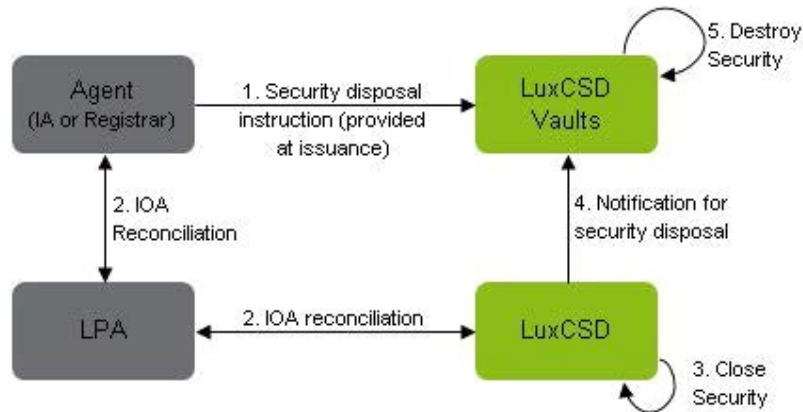 Agent
(IA or Registrar)
1. Security disposal
instruction (provided
at issuance)
LuxCSD
Vaults
5. Destroy
Security
2. IOA
Reconciliation
4. Notification for
security disposal
LPA
2. IOA reconciliation
LuxCSD
3. Close
Security